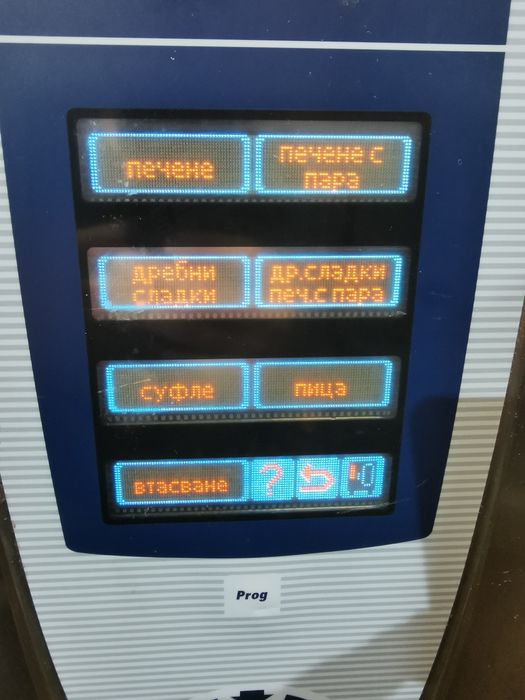 печене
печене с
пара
дребни
сладки
др.сладки
печ.с пара
суфле
пица
втасване
?
Prog